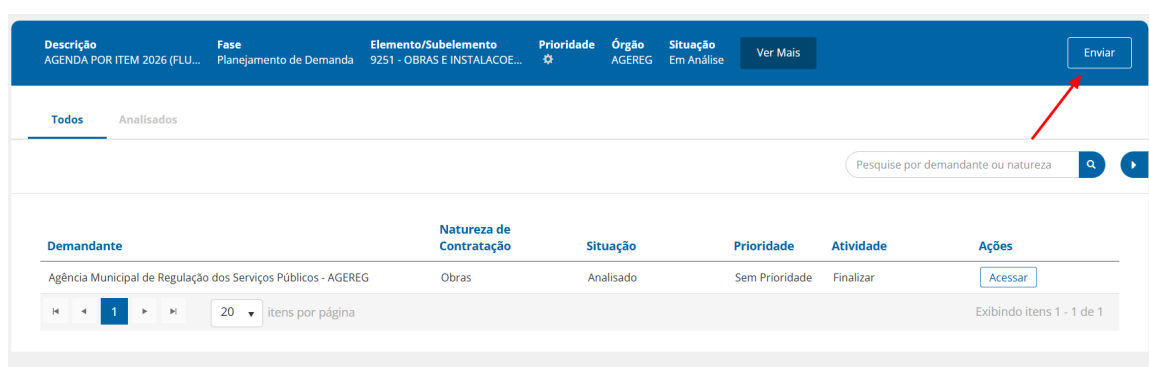 Descrição Fase Elemento/Subelemento Prioridade Órgão Situação
AGENDA POR ITEM 2026 (FLU... Planejamento de Demanda 9251 - OBRAS E INSTALACOE... AGEREG Em Análise Ver Mais Enviar
Todos Analisados
Pesquise por demandante ou natureza
Natureza de
Demandante Contratação Situação Prioridade Atividade Ações
Agência Municipal de Regulação dos Serviços Públicos - AGEREG Obras Analisado Sem Prioridade Finalizar Acessar
1 20 itens por página Exibindo itens 1 - 1 de 1